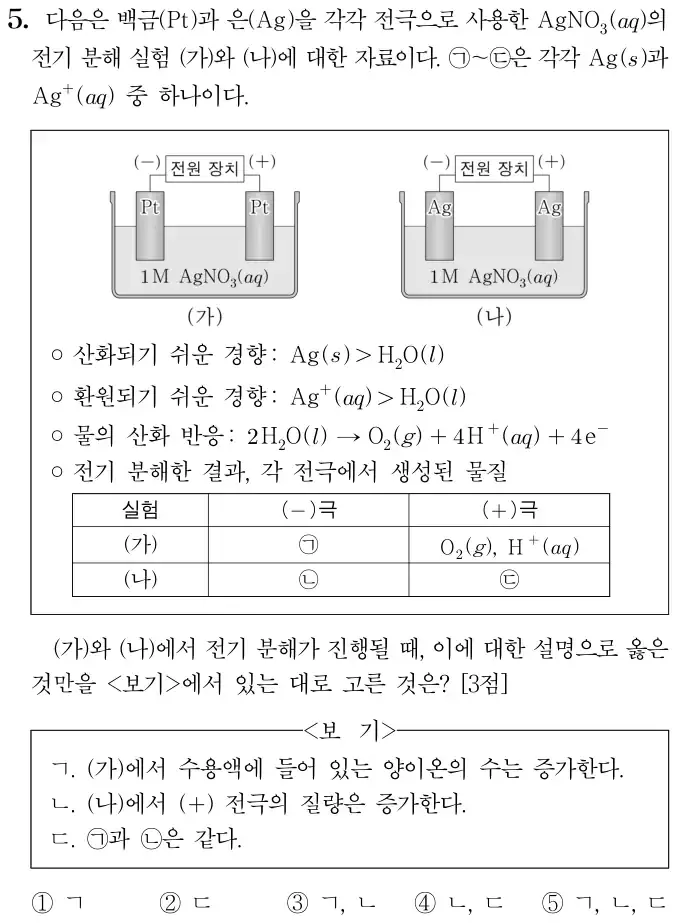 5. 다음은 백금(Pt)과 은(Ag)을 각각 전극으로 사용한 AgNO₃(aq)의
전기 분해 실험 (가)와 (나)에 대한 자료이다. ㉠~㉢은 각각 Ag(s)과
Ag⁺(aq) 중 하나이다.
(−) 전원 장치 (+)
Pt Pt
1M AgNO₃(aq)
(가)
(−) 전원 장치 (+)
Ag Ag
1M AgNO₃(aq)
(나)
○ 산화되기 쉬운 경향: Ag(s)>H₂O(l)
○ 환원되기 쉬운 경향: Ag⁺(aq)>H₂O(l)
○ 물의 산화 반응: 2H₂O(l) → O₂(g) + 4H⁺(aq) + 4e⁻
○ 전기 분해한 결과, 각 전극에서 생성된 물질
실험 (−)극 (+)극
(가) ㉠ O₂(g), H⁺(aq)
(나) ㉡ ㉢
(가)와 (나)에서 전기 분해가 진행될 때, 이에 대한 설명으로 옳은
것만을 <보기>에서 있는 대로 고른 것은? [3점]
<보 기>
ㄱ. (가)에서 수용액에 들어 있는 양이온의 수는 증가한다.
ㄴ. (나)에서 (+) 전극의 질량은 증가한다.
ㄷ. ㉠과 ㉡은 같다.
① ㄱ ② ㄷ ③ ㄱ, ㄴ ④ ㄴ, ㄷ ⑤ ㄱ, ㄴ, ㄷ